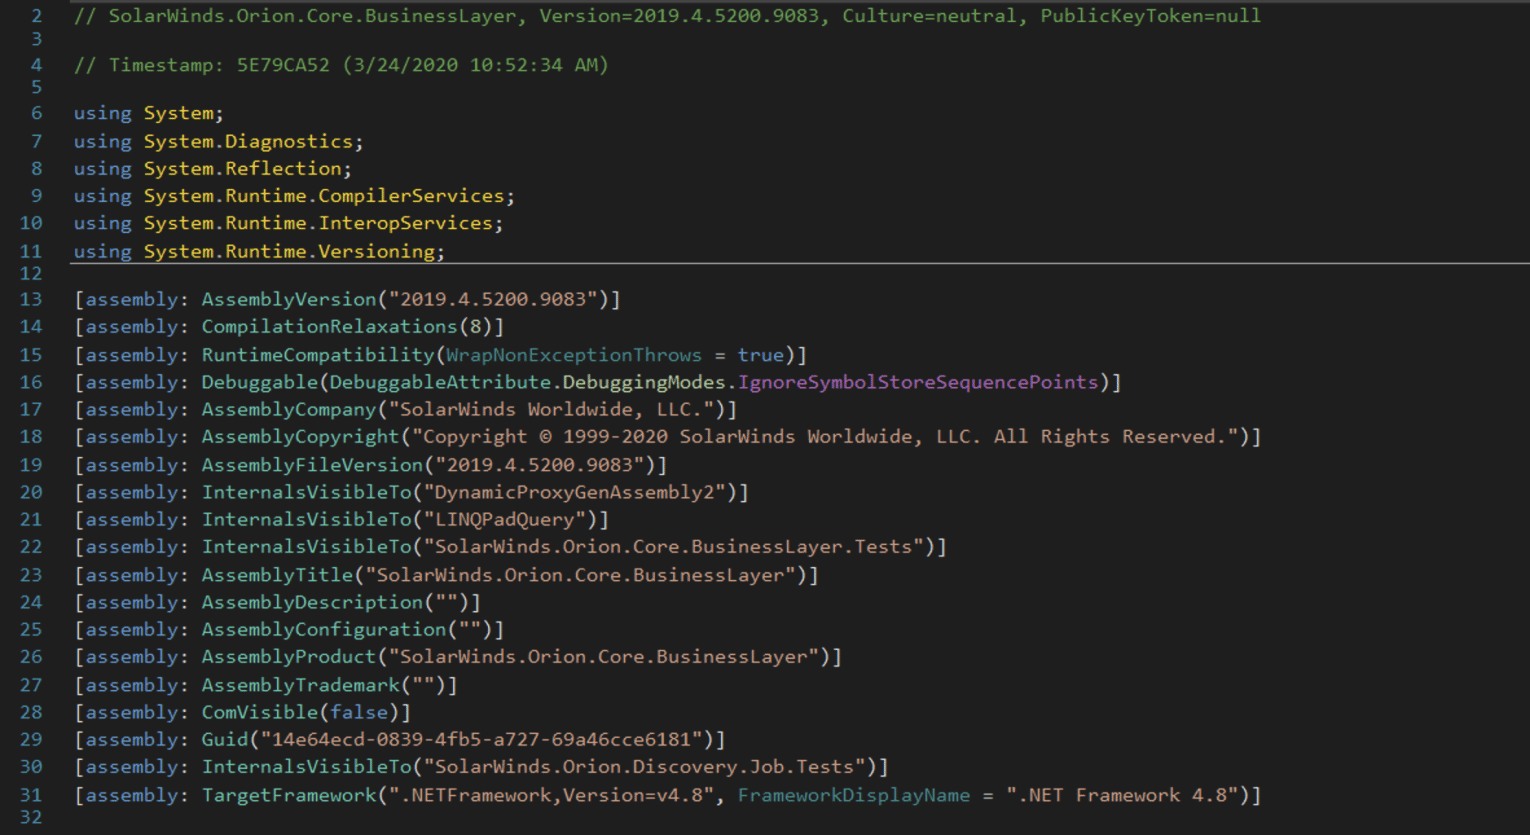 2 // SolarWinds.Orion.Core.BusinessLayer, Version=2019.4.5200.9083, Culture=neutral, PublicKeyToken=null
3
4 // Timestamp: 5E79CA52 (3/24/2020 10:52:34 AM)
5
6 using System;
7 using System.Diagnostics;
8 using System.Reflection;
9 using System.Runtime.CompilerServices;
10 using System.Runtime.InteropServices;
11 using System.Runtime.Versioning;
12
13 [assembly: AssemblyVersion("2019.4.5200.9083")]
14 [assembly: CompilationRelaxations(8)]
15 [assembly: RuntimeCompatibility(WrapNonExceptionThrows = true)]
16 [assembly: Debuggable(DebuggableAttribute.DebuggingModes.IgnoreSymbolStoreSequencePoints)]
17 [assembly: AssemblyCompany("SolarWinds Worldwide, LLC.")]
18 [assembly: AssemblyCopyright("Copyright © 1999-2020 SolarWinds Worldwide, LLC. All Rights Reserved.")]
19 [assembly: AssemblyFileVersion("2019.4.5200.9083")]
20 [assembly: InternalsVisibleTo("DynamicProxyGenAssembly2")]
21 [assembly: InternalsVisibleTo("LINQPadQuery")]
22 [assembly: InternalsVisibleTo("SolarWinds.Orion.Core.BusinessLayer.Tests")]
23 [assembly: AssemblyTitle("SolarWinds.Orion.Core.BusinessLayer")]
24 [assembly: AssemblyDescription("")]
25 [assembly: AssemblyConfiguration("")]
26 [assembly: AssemblyProduct("SolarWinds.Orion.Core.BusinessLayer")]
27 [assembly: AssemblyTrademark("")]
28 [assembly: ComVisible(false)]
29 [assembly: Guid("14e64ecd-0839-4fb5-a727-69a46cce6181")]
30 [assembly: InternalsVisibleTo("SolarWinds.Orion.Discovery.Job.Tests")]
31 [assembly: TargetFramework(".NETFramework,Version=v4.8", FrameworkDisplayName = ".NET Framework 4.8")]
32